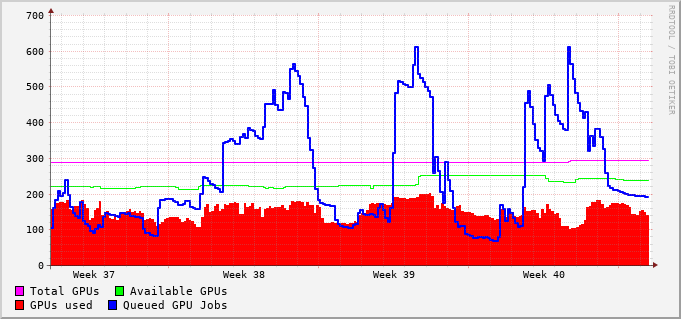 700
600
500
400
300
200
100
0
Week 37 Week 38 Week 39 Week 40
Total GPUs Available GPUs
GPUs used Queued GPU Jobs
RRDTOOL / TOBI OETIKER